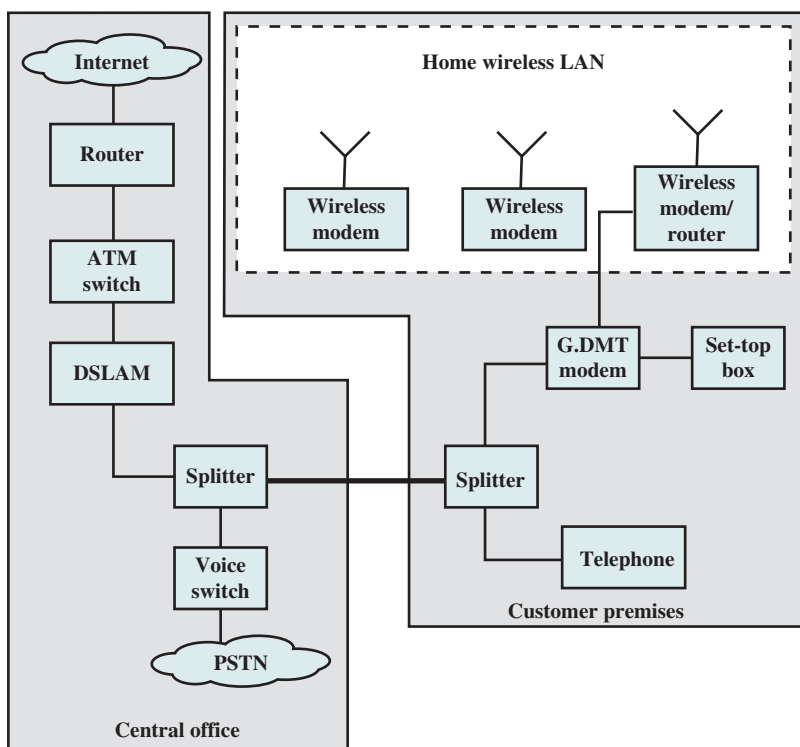 Internet
Router
ATM
switch
DSLAM
Splitter
Voice
switch
PSTN
Central office
Home wireless LAN
Wireless
modem
Wireless
modem
Wireless
modem/
router
G.DMT
modem
Set-top
box
Splitter
Telephone
Customer premises